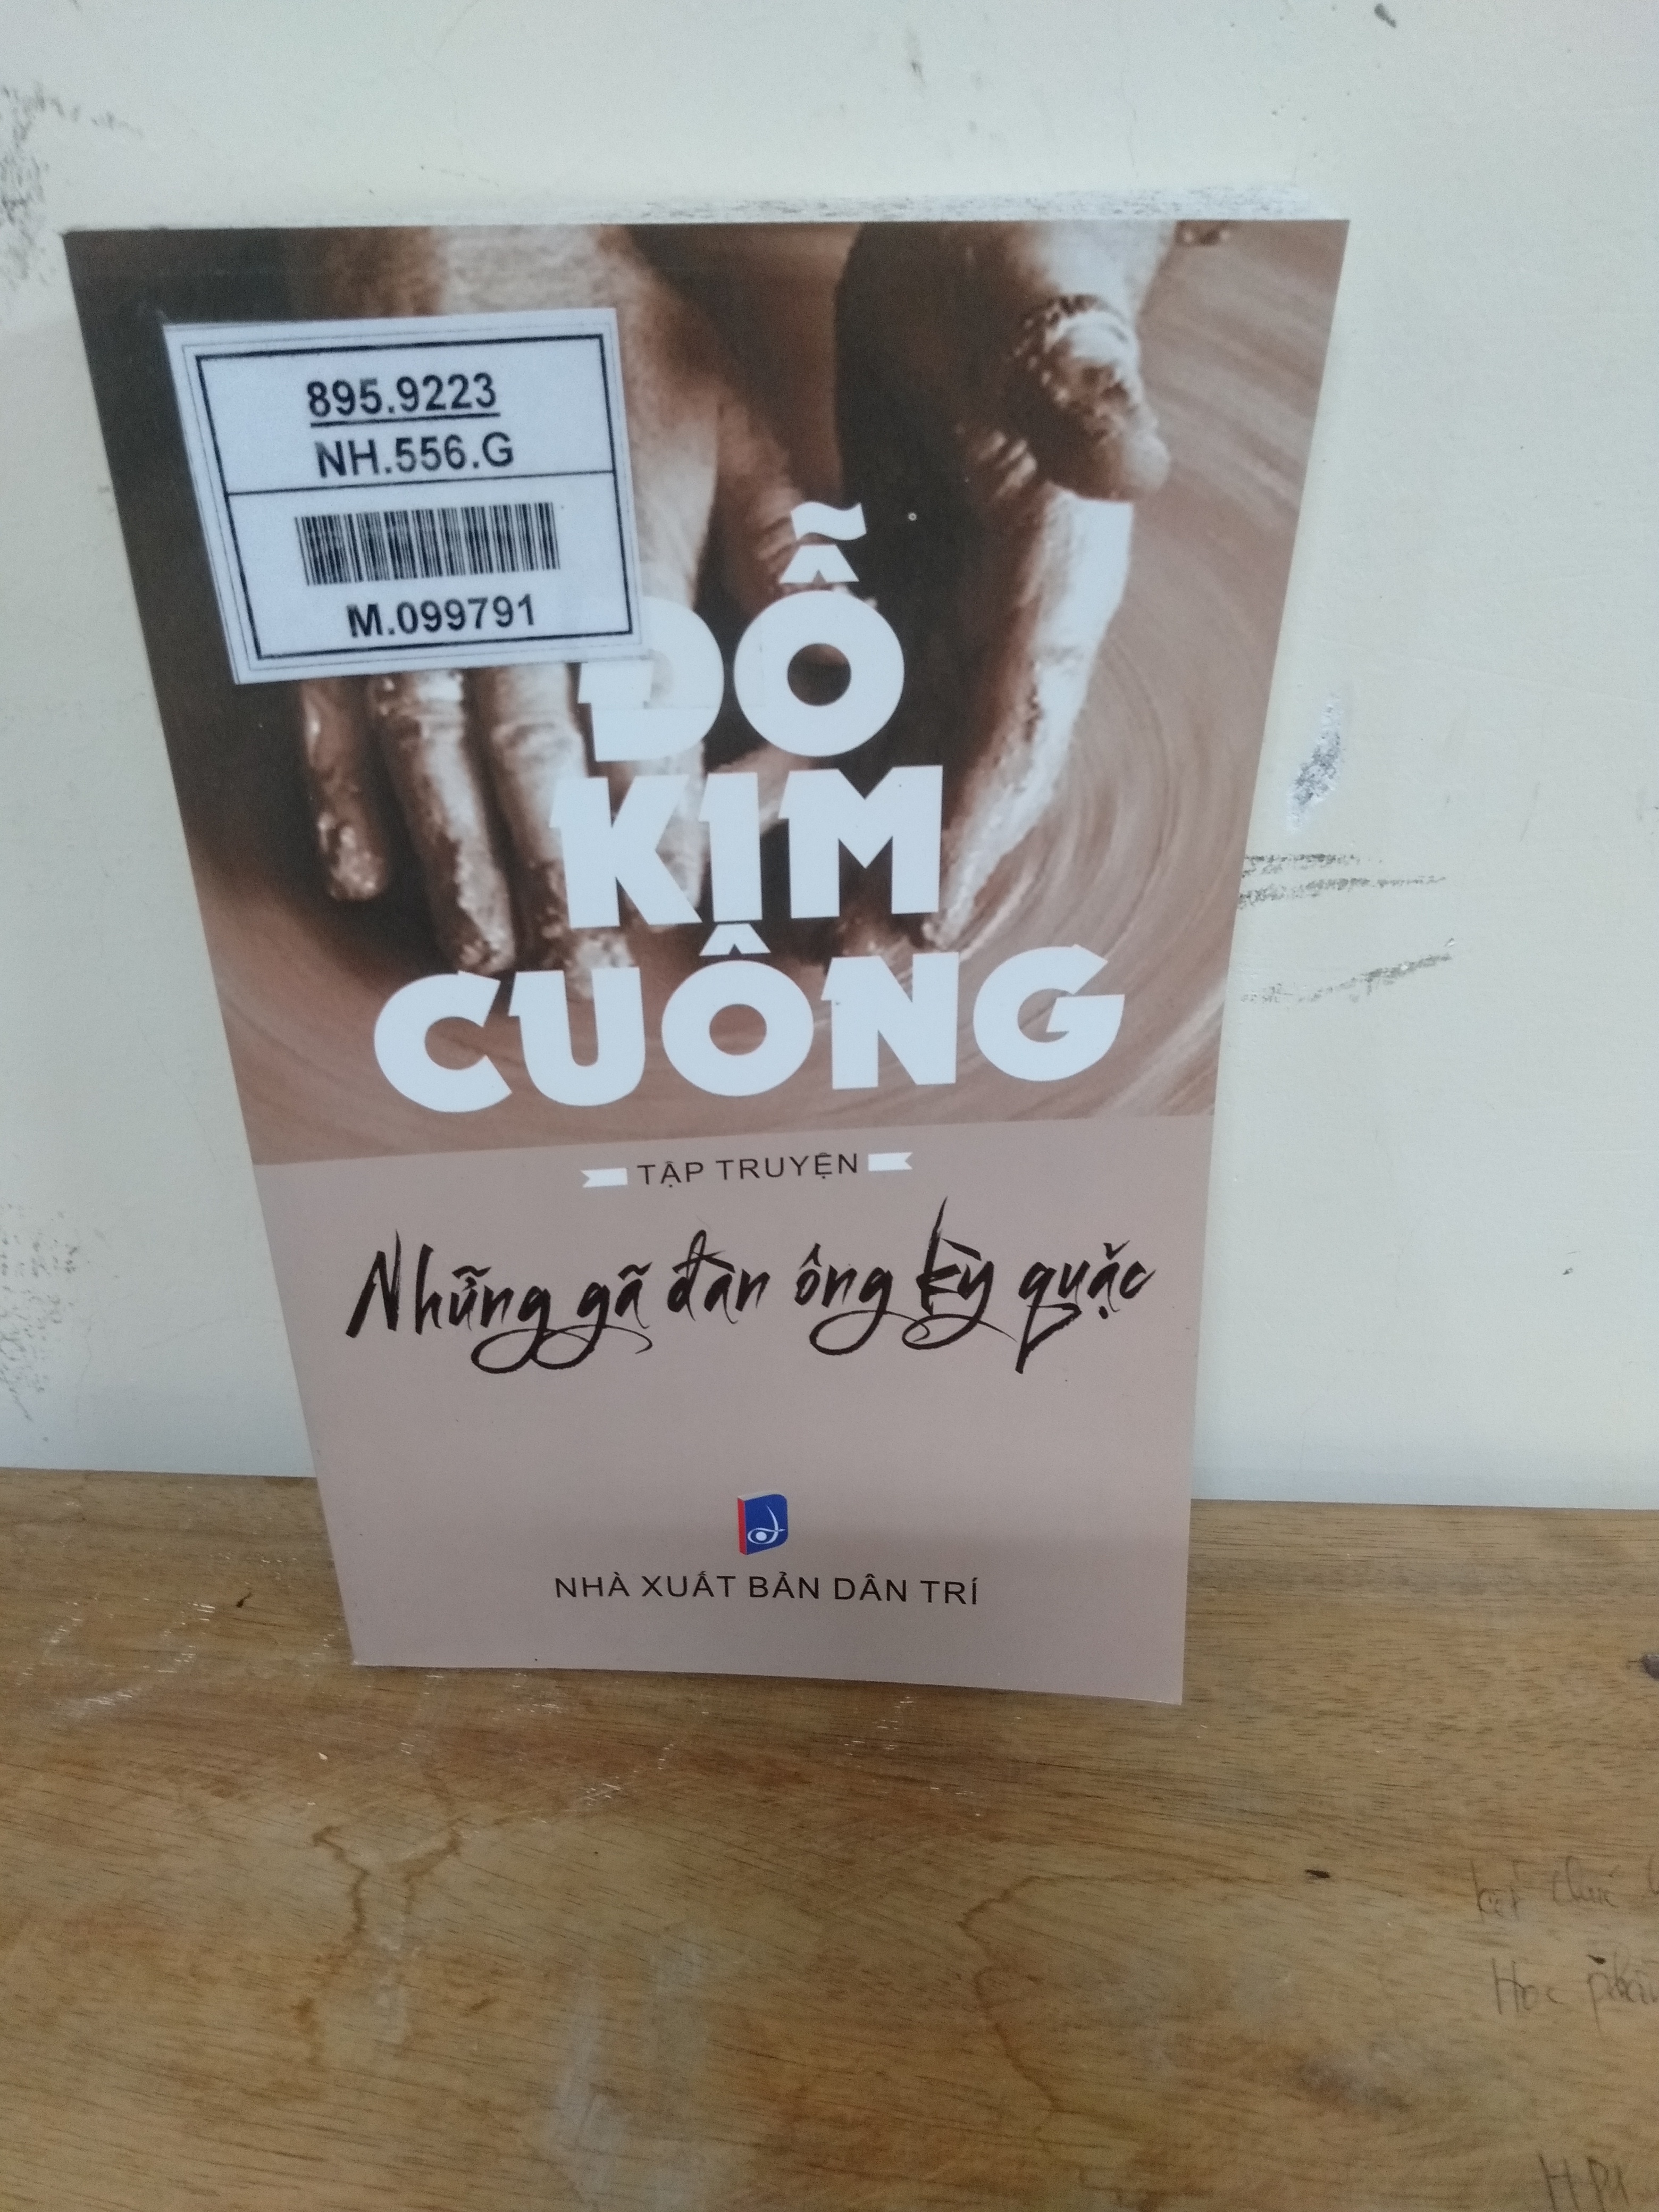 895.9223
NH.556.G
M.099791
ĐỖ
KIM
CUÔNG
TẬP TRUYỆN
Những gã đàn ông kỳ quặc
NHÀ XUẤT BẢN DÂN TRÍ